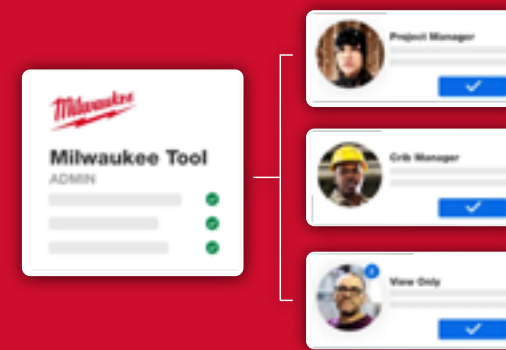 Milwaukee
Milwaukee Tool
ADMIN
Project Manager
Crib Manager
View Only